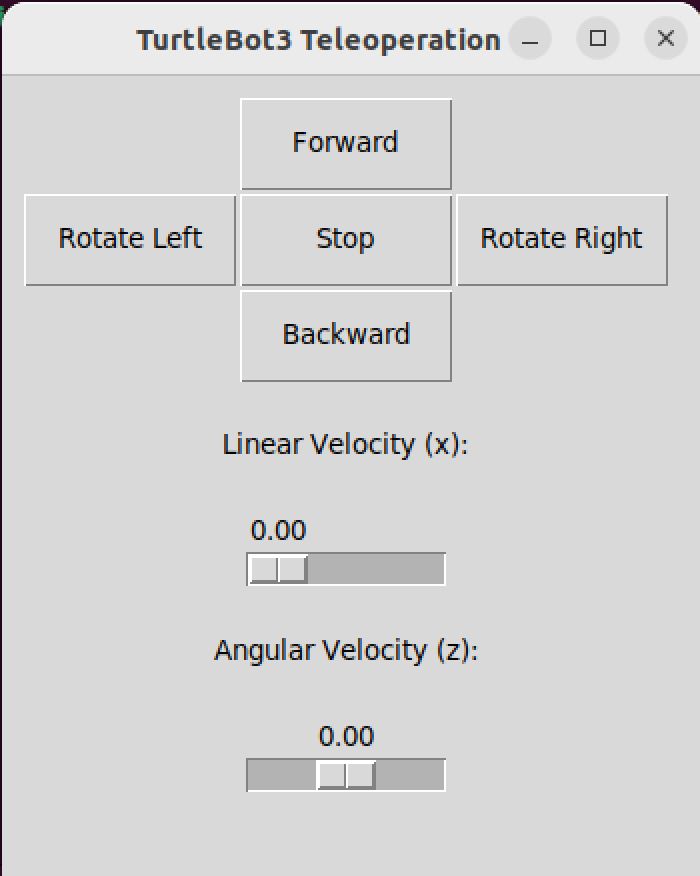 TurtleBot3 Teleoperation
Forward
Rotate Left Stop Rotate Right
Backward
Linear Velocity (x):
0.00
Angular Velocity (z):
0.00